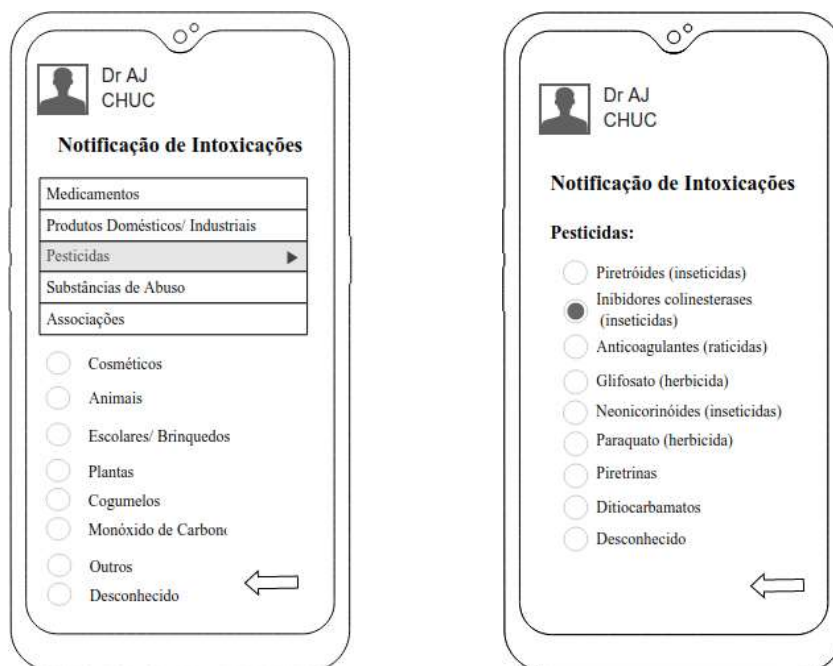 Dr AJ
CHUC
Notificação de Intoxicações
Medicamentos
Produtos Domésticos/ Industriais
Pesticidas
Substâncias de Abuso
Associações
Cosméticos
Animais
Escolares/ Brinquedos
Plantas
Cogumelos
Monóxido de Carbono
Outros
Desconhecido
Dr AJ
CHUC
Notificação de Intoxicações
Pesticidas:
Piretróides (inseticidas)
Inibidores colinesterases
(inseticidas)
Anticoagulantes (raticidas)
Glifosato (herbicida)
Neonicorinóides (inseticidas)
Paraquato (herbicida)
Piretrinas
Ditiocarbamatos
Desconhecido